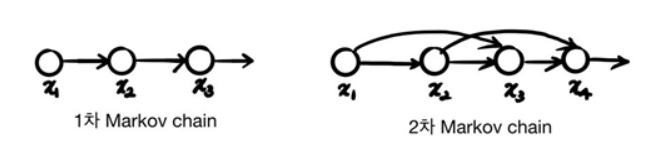 x₁ x₂ x₃
1차 Markov chain
x₁ x₂ x₃ x₄
2차 Markov chain